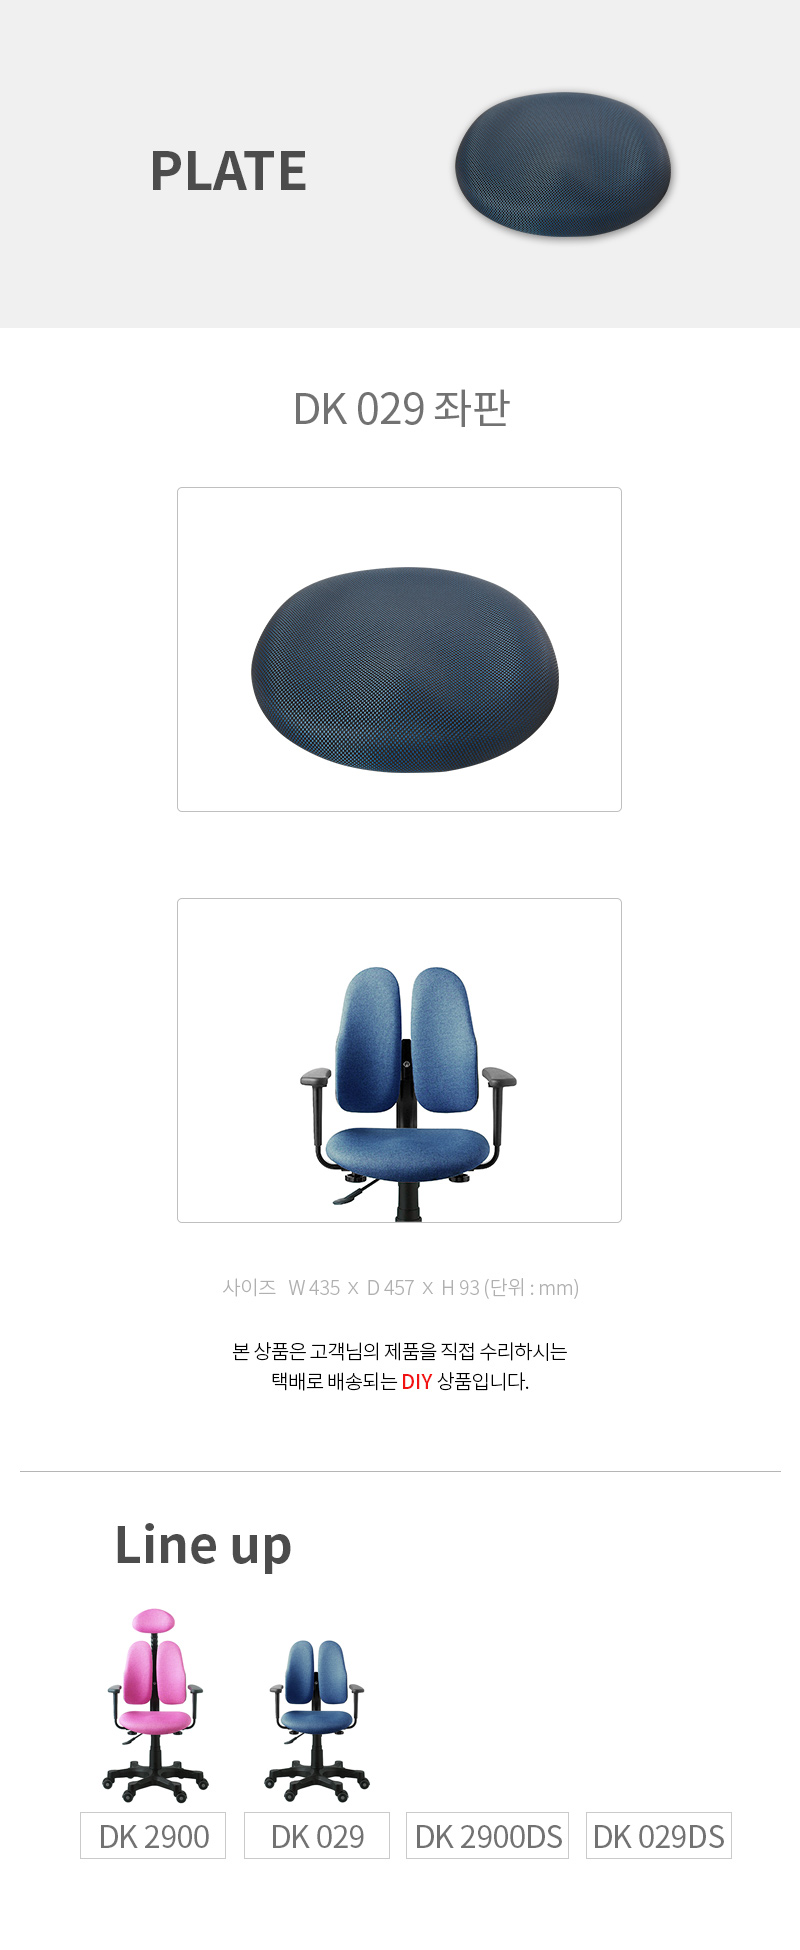 PLATE
DK 029 좌판
사이즈 W 435 × D 457 × H 93 (단위 : mm)
본 상품은 고객님의 제품을 직접 수리하시는
택배로 배송되는 DIY 상품입니다.
Line up
DK 2900
DK 029
DK 2900DS
DK 029DS